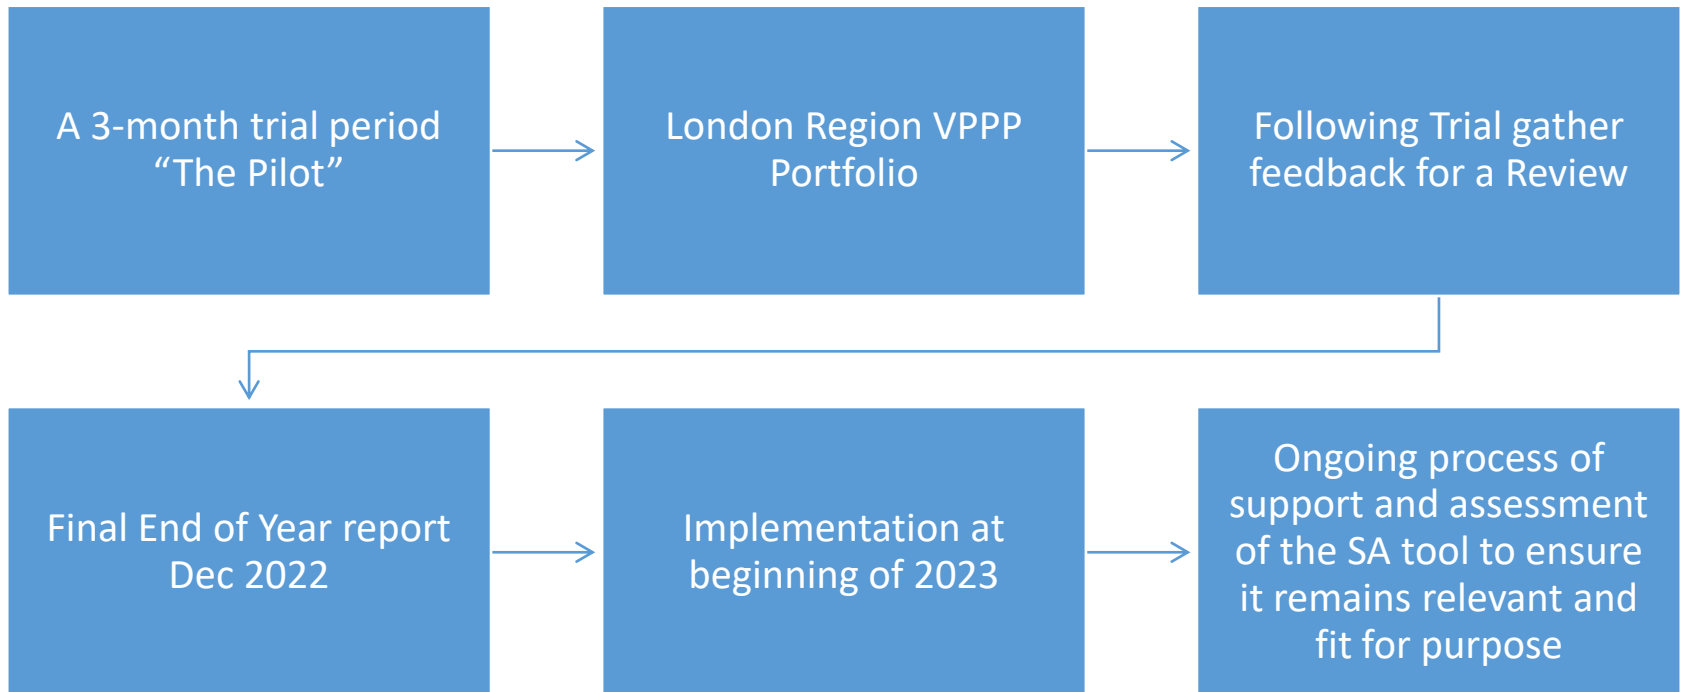 A 3-month trial period
“The Pilot”
London Region VPPP
Portfolio
Following Trial gather
feedback for a Review
Final End of Year report
Dec 2022
Implementation at
beginning of 2023
Ongoing process of
support and assessment
of the SA tool to ensure
it remains relevant and
fit for purpose